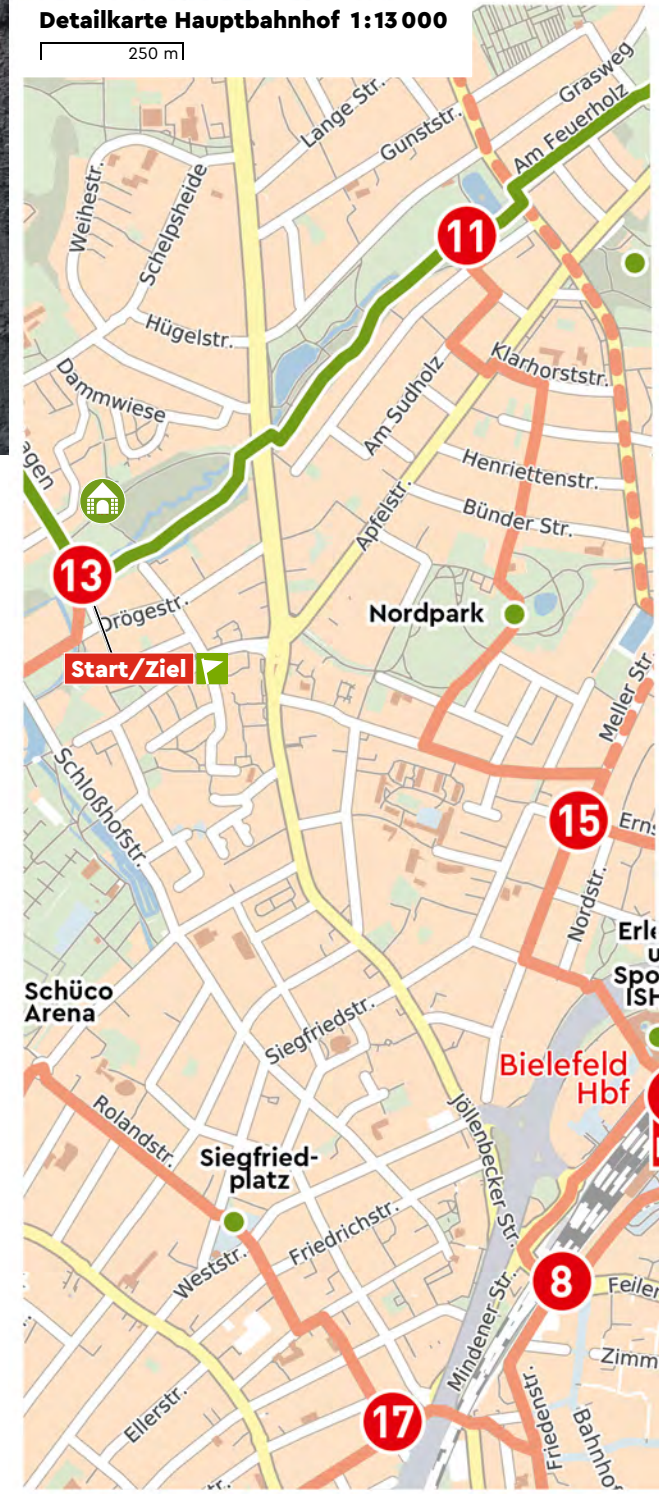 Detailkarte Hauptbahnhof 1:13 000
250 m
Lange Str.
Gunststr.
Grasweg
Am Feuerholz
Weihestr.
Schelpsheide
11
Hügelstr.
Klarhorststr.
Dammwiese
Am Sudholz
Henriettenstr.
Apfelstr.
Bünder Str.
13
Drögestr.
Nordpark
Start/Ziel
Meller Str.
Schloßhofstr.
15
Nordstr.
Schüco
Arena
Siegfriedstr.
Bielefeld
Hbf
Rolandstr.
Jöllenbecker Str.
Siegfried-
platz
Friedrichstr.
Weststr.
8
Mindener Str.
Ellerstr.
Friedenstr.
17